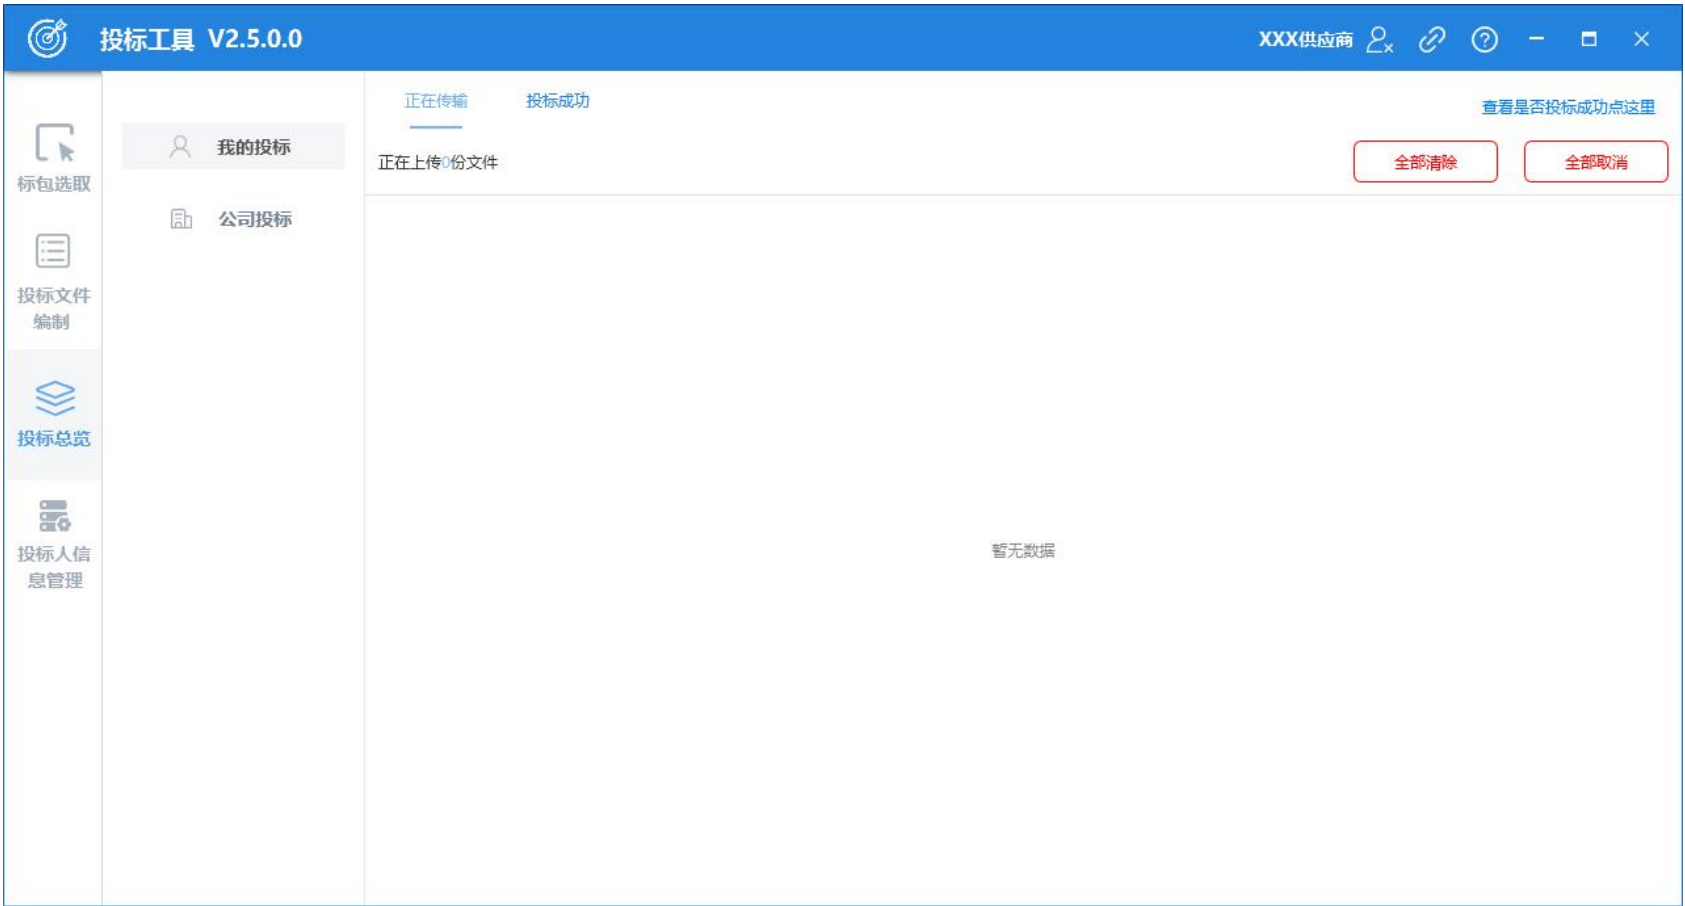 投标工具 V2.5.0.0
XXX供应商
标包选取
投标文件
编制
投标总览
投标人信
息管理
我的投标
公司投标
正在传输
投标成功
查看是否投标成功点这里
正在上传0份文件
全部清除
全部取消
暂无数据